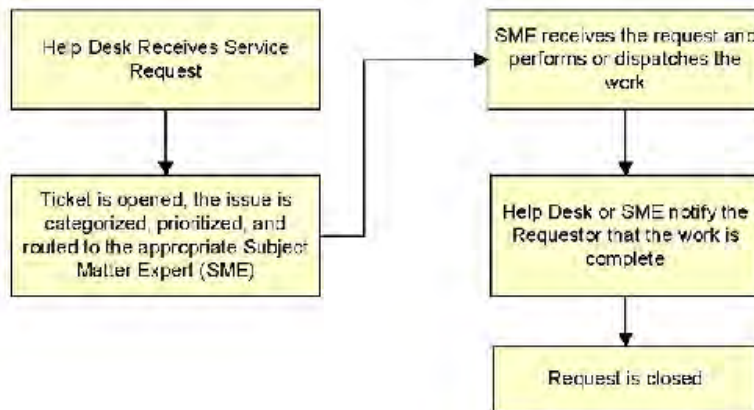 Help Desk Receives Service
Request
Ticket is opened, the issue is
categorized, prioritized, and
routed to the appropriate Subject
Matter Expert (SME)
SME receives the request and
performs or dispatches the
work
Help Desk or SME notify the
Requestor that the work is
complete
Request is closed